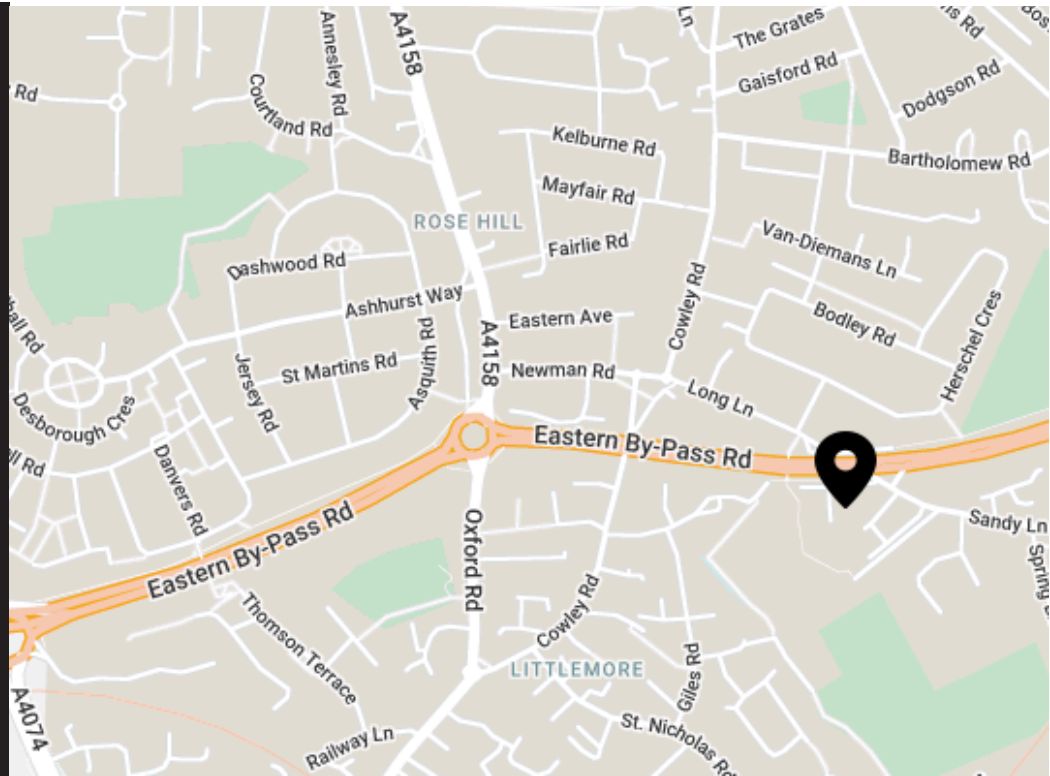 A4158
Annesley Rd
Courtland Rd
Rd
Ln
The Grates
Gaisford Rd
Dodgson Rd
Bartholomew Rd
Kelburne Rd
Mayfair Rd
Fairlie Rd
ROSE HILL
Dashwood Rd
Ashhurst Way
Van-Diemans Ln
Cowley Rd
Bodley Rd
Herschel Cres
Eastern Ave
A4158
Asquith Rd
St Martins Rd
Jersey Rd
Newman Rd
Long Ln
Desborough Cres
Danvers Rd
Eastern By-Pass Rd
Eastern By-Pass Rd
Oxford Rd
Sandy Ln
Spring
Thomson Terrace
Cowley Rd
LITTLEMORE
Giles Rd
St. Nicholas Rd
Railway Ln
A4074